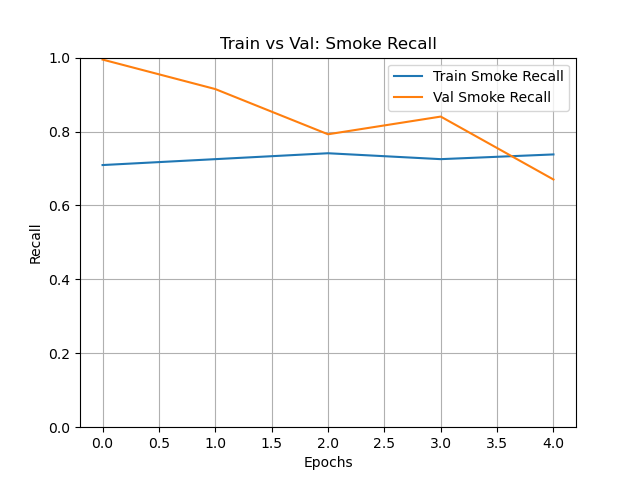 Train vs Val: Smoke Recall
Train Smoke Recall
Val Smoke Recall
1.0
0.8
0.6
0.4
0.2
0.0
Recall
0.0 0.5 1.0 1.5 2.0 2.5 3.0 3.5 4.0
Epochs